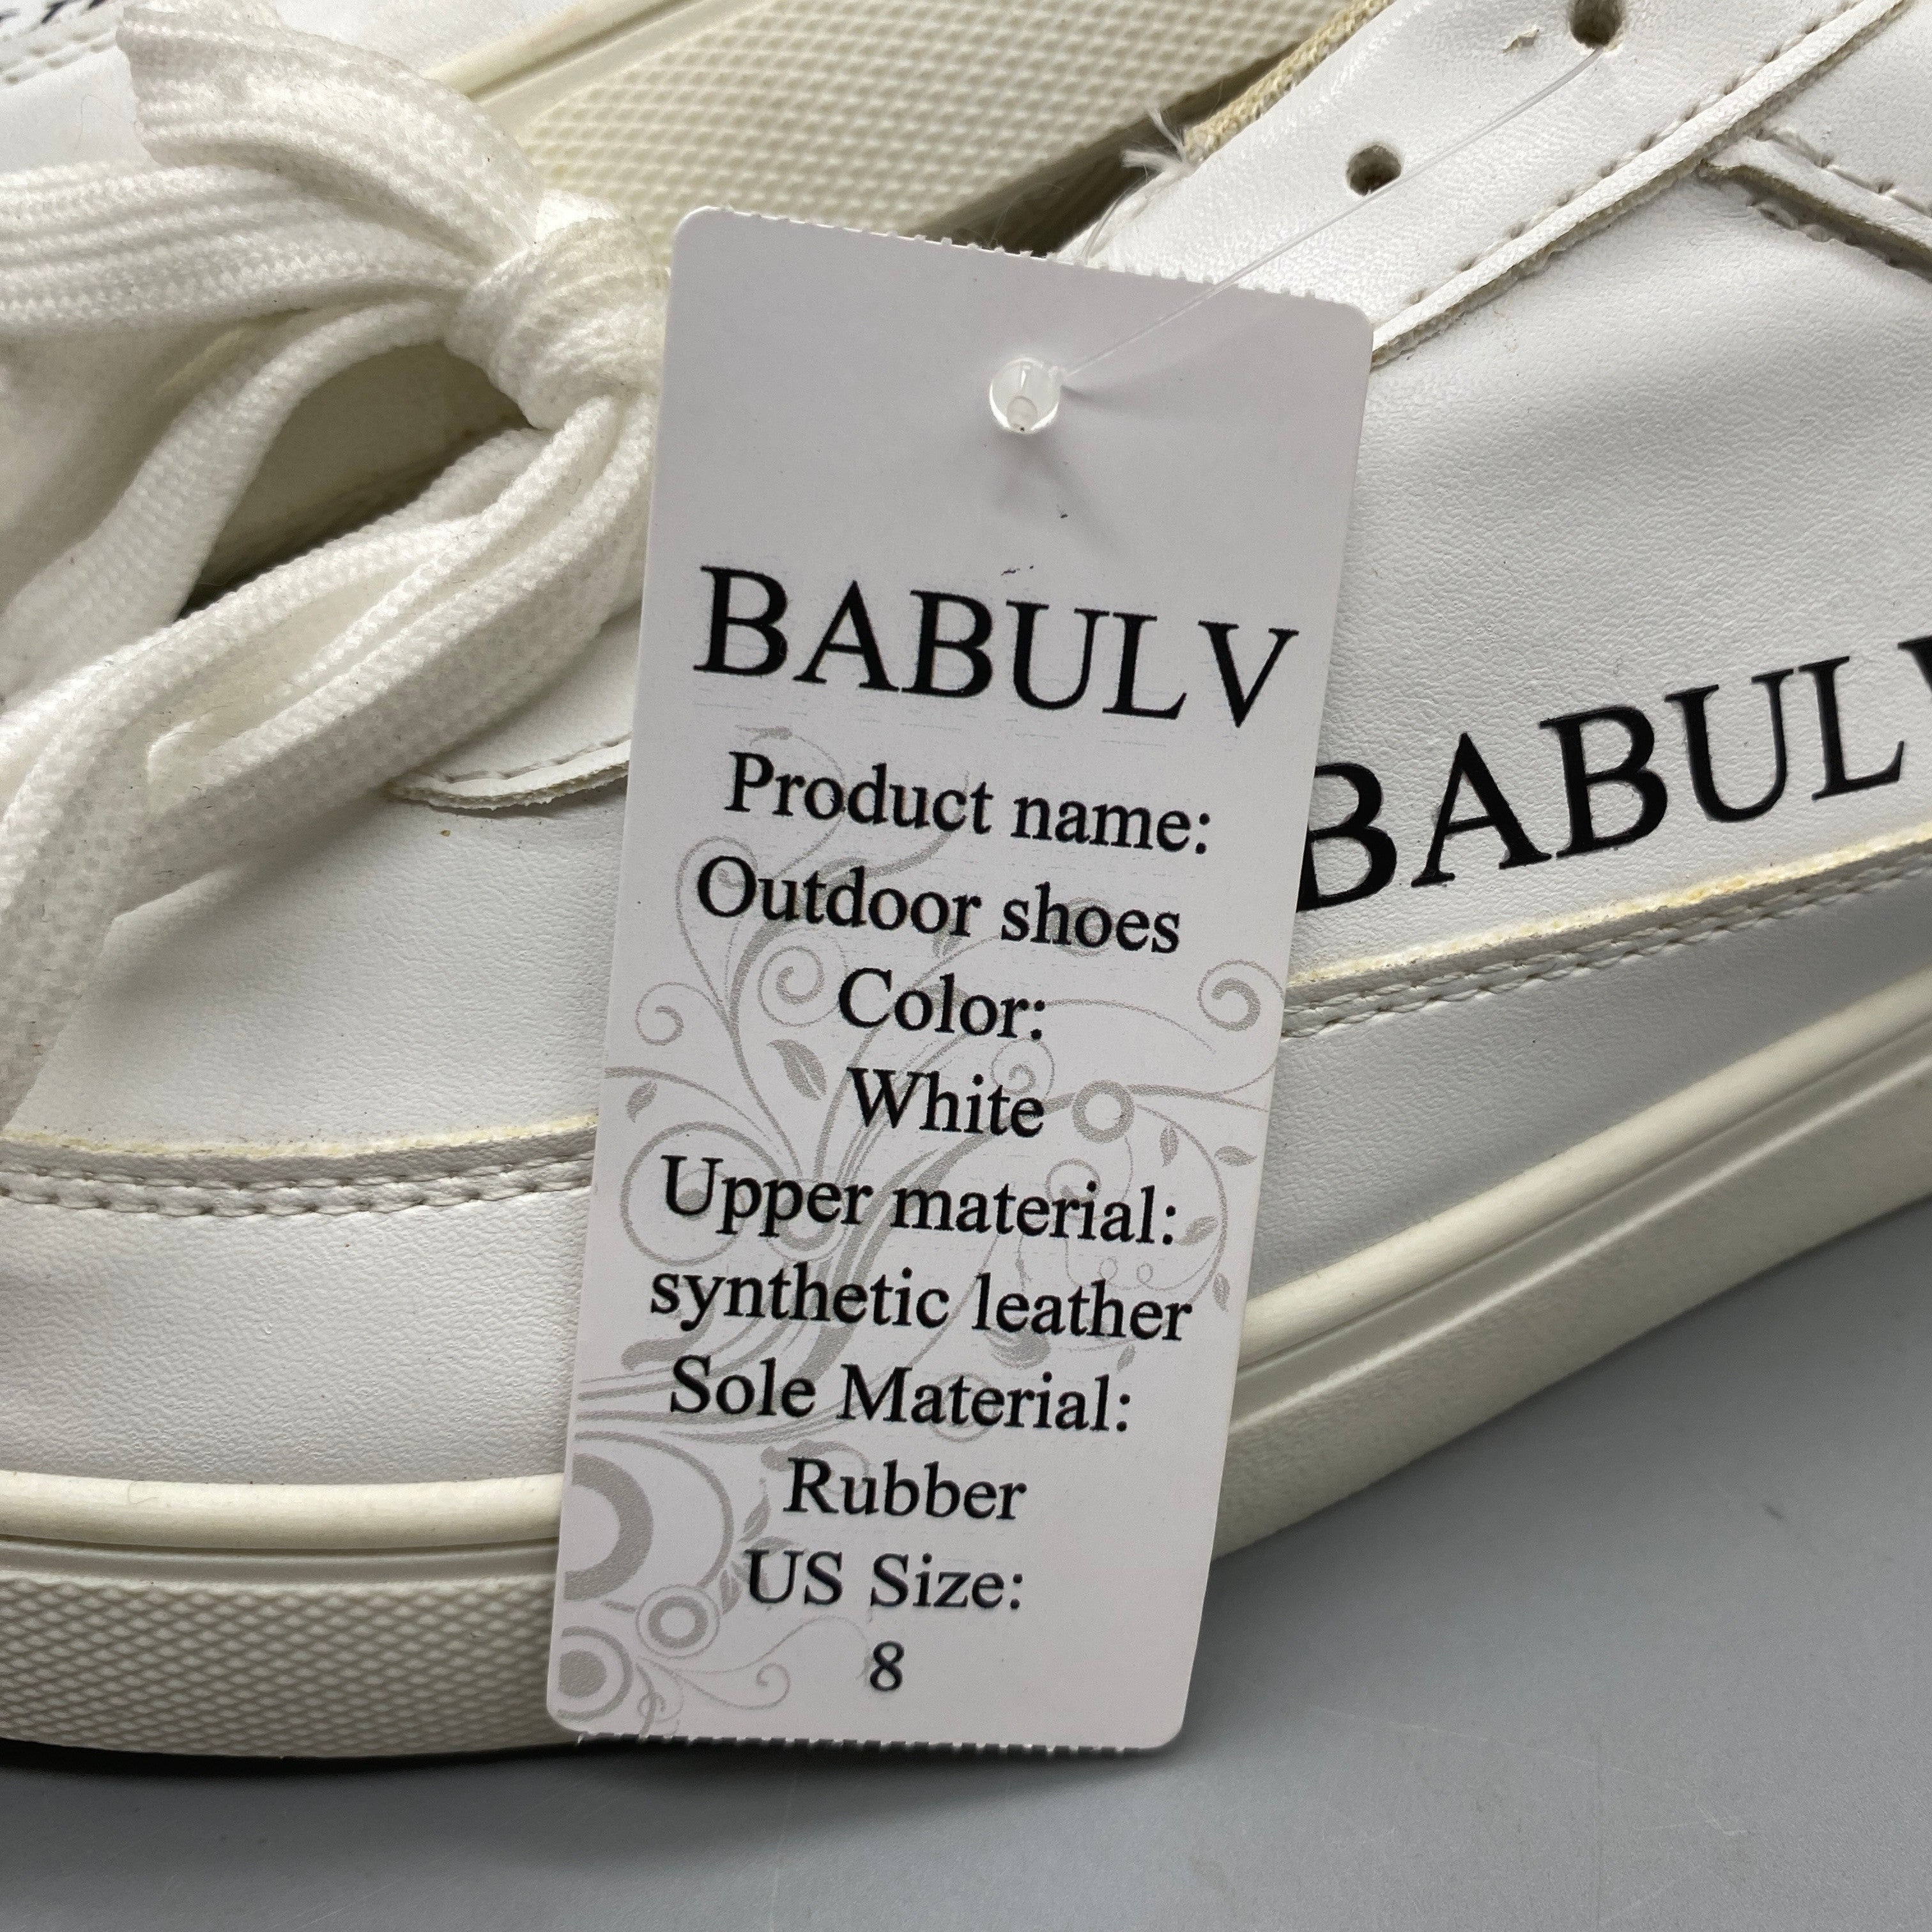 BABULV
Product name:
Outdoor shoes
Color:
White
Upper material:
synthetic leather
Sole Material:
Rubber
US Size:
8
BABULV